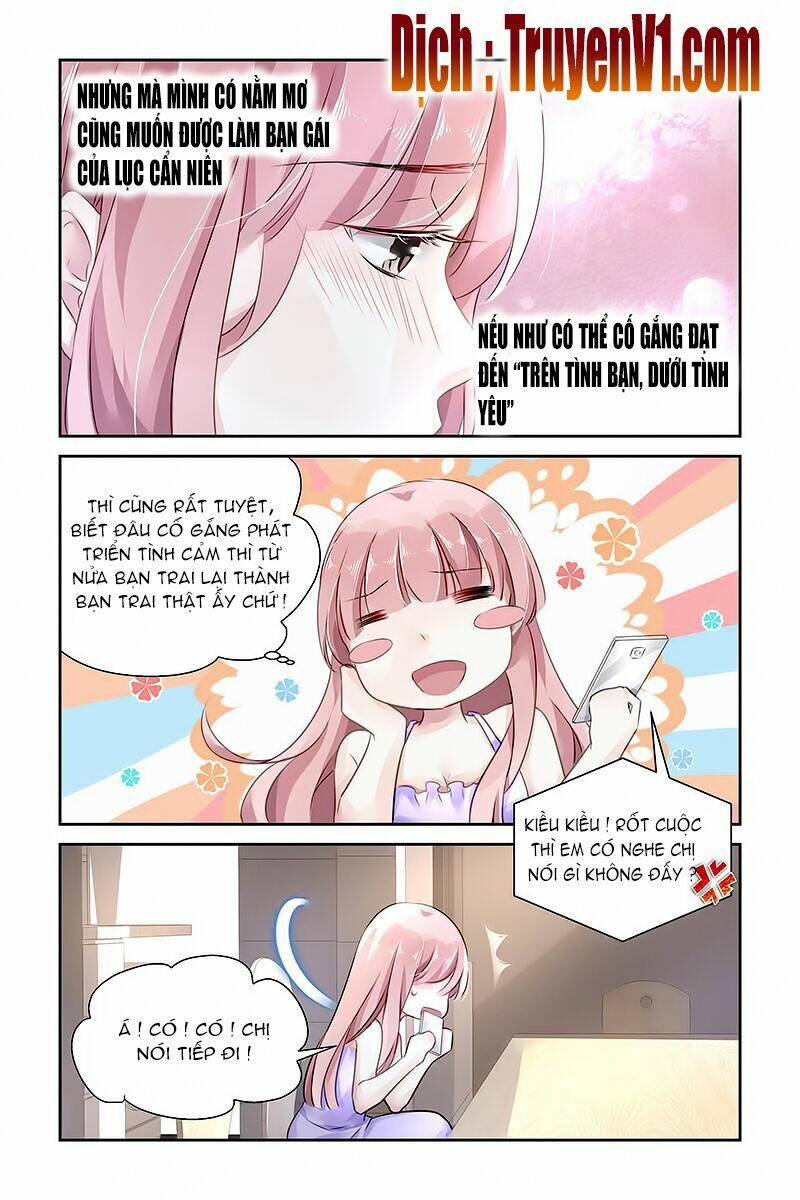 Dịch : TruyenV1.com
NHƯNG MÀ MÌNH CÓ NẰM MƠ
CŨNG MUỐN ĐƯỢC LÀM BẠN GÁI
CỦA LỤC CẨN NIÊN
NẾU NHƯ CÓ THỂ CỐ GẮNG ĐẠT
ĐẾN “TRÊN TÌNH BẠN, DƯỚI TÌNH
YÊU”
THÌ CŨNG RẤT TUYỆT,
BIẾT ĐÂU CỐ GẮNG PHÁT
TRIỂN TÌNH CẢM THÌ TỪ
NỬA BẠN TRAI LẠI THÀNH
BẠN TRAI THẬT ẤY CHỨ !
KIỀU KIỀU ! RỐT CUỘC
THÌ EM CÓ NGHE CHỊ
NÓI GÌ KHÔNG ĐẤY ?
Á ! CÓ ! CÓ ! CHỊ
NÓI TIẾP ĐI !